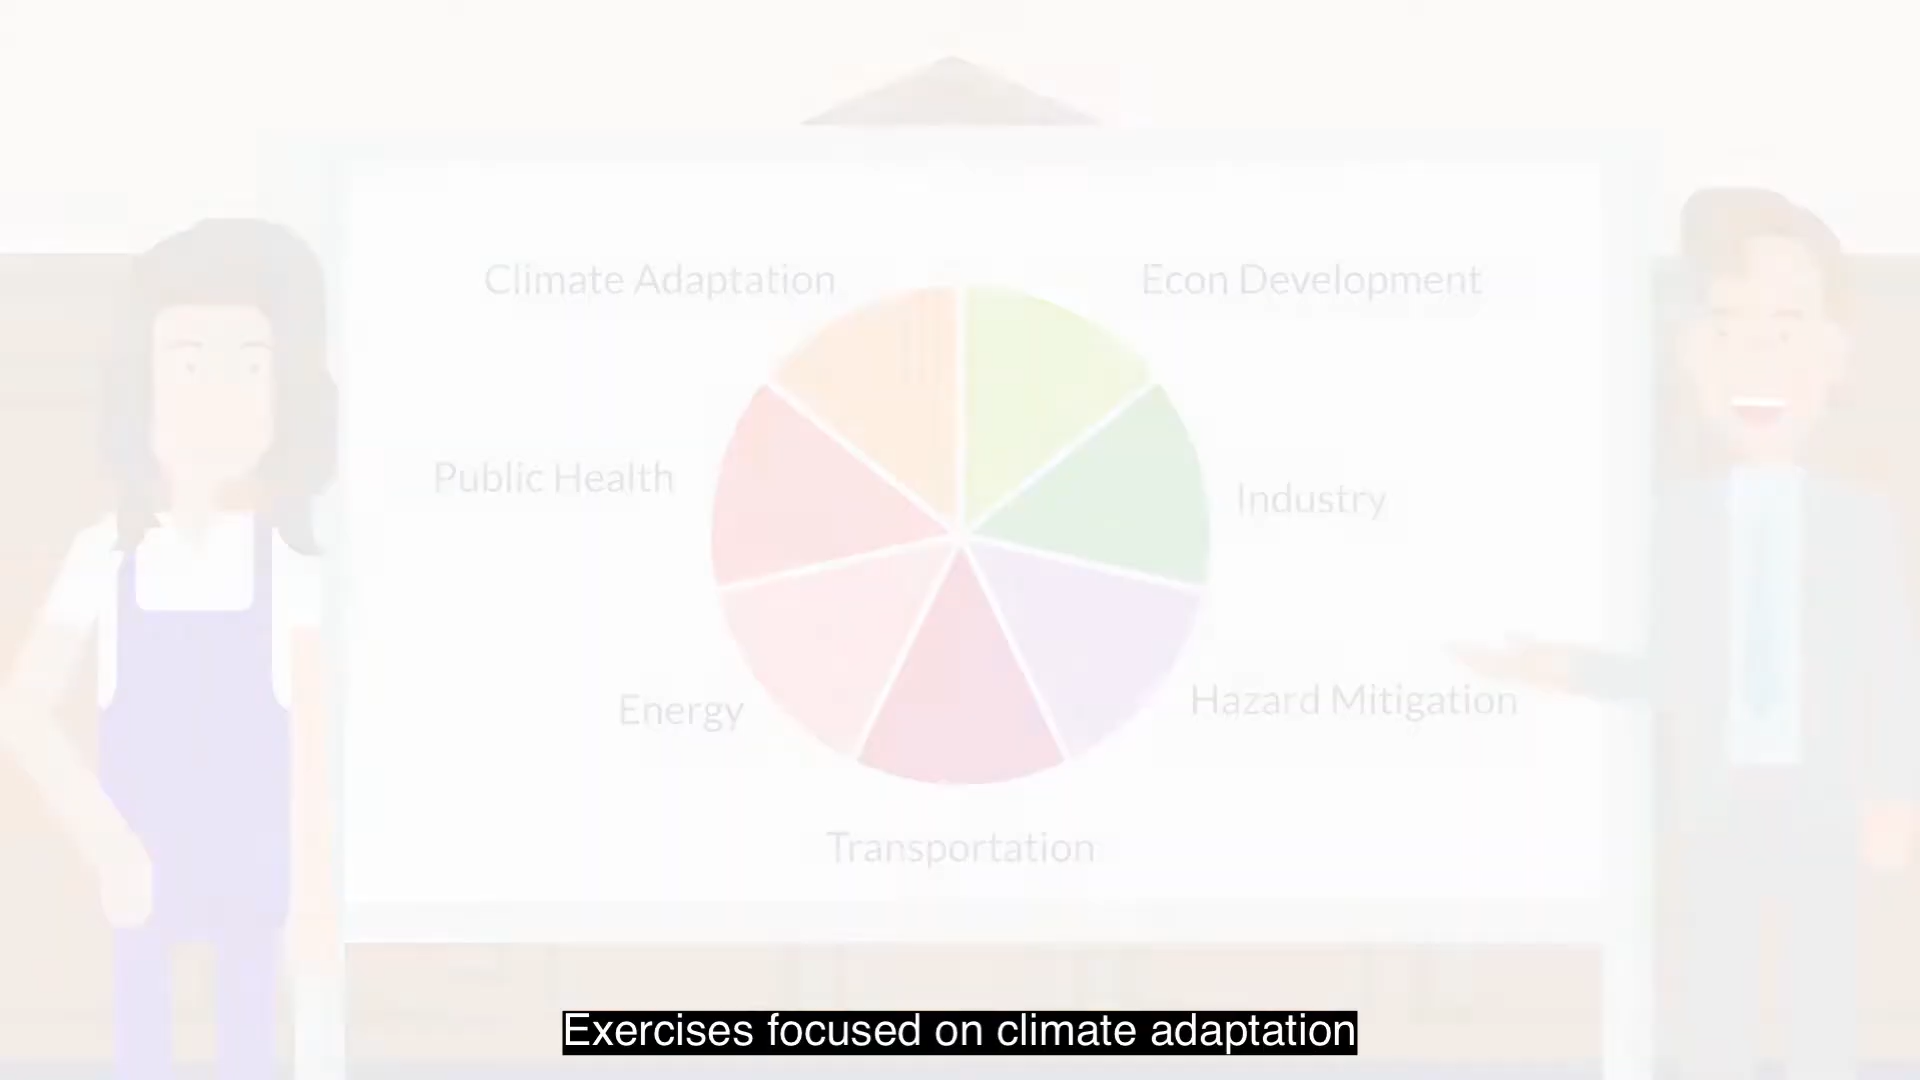 Climate Adaptation
Econ Development
Public Health
Industry
Energy
Hazard Mitigation
Transportation
Exercises focused on climate adaptation